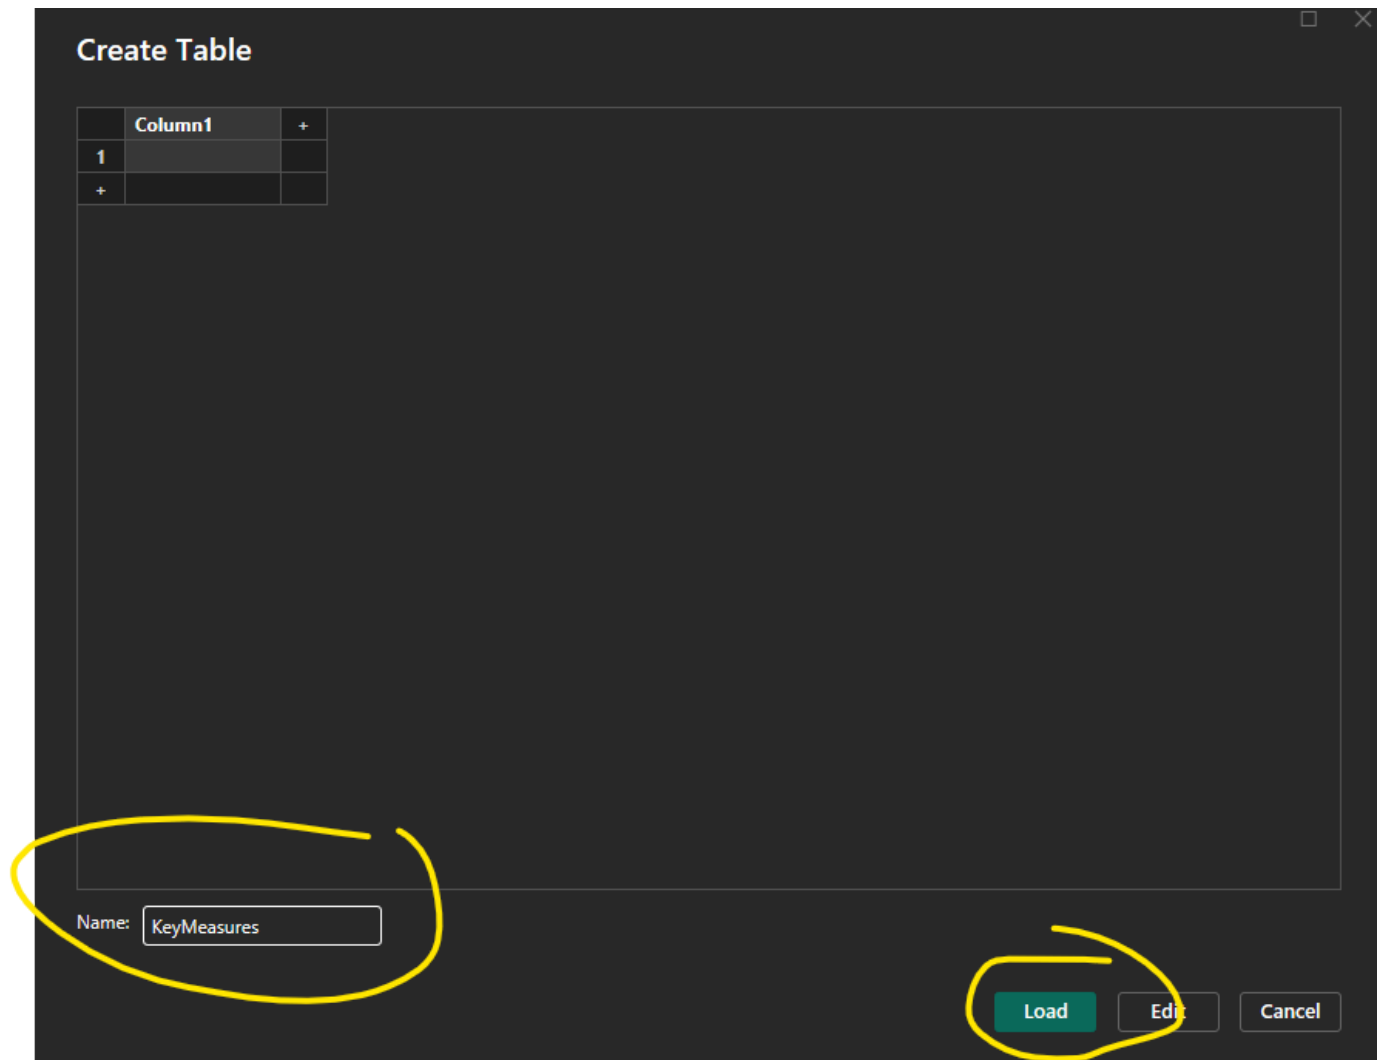 Create Table
Column1 +
1
+
Name: KeyMeasures
Load Edit Cancel